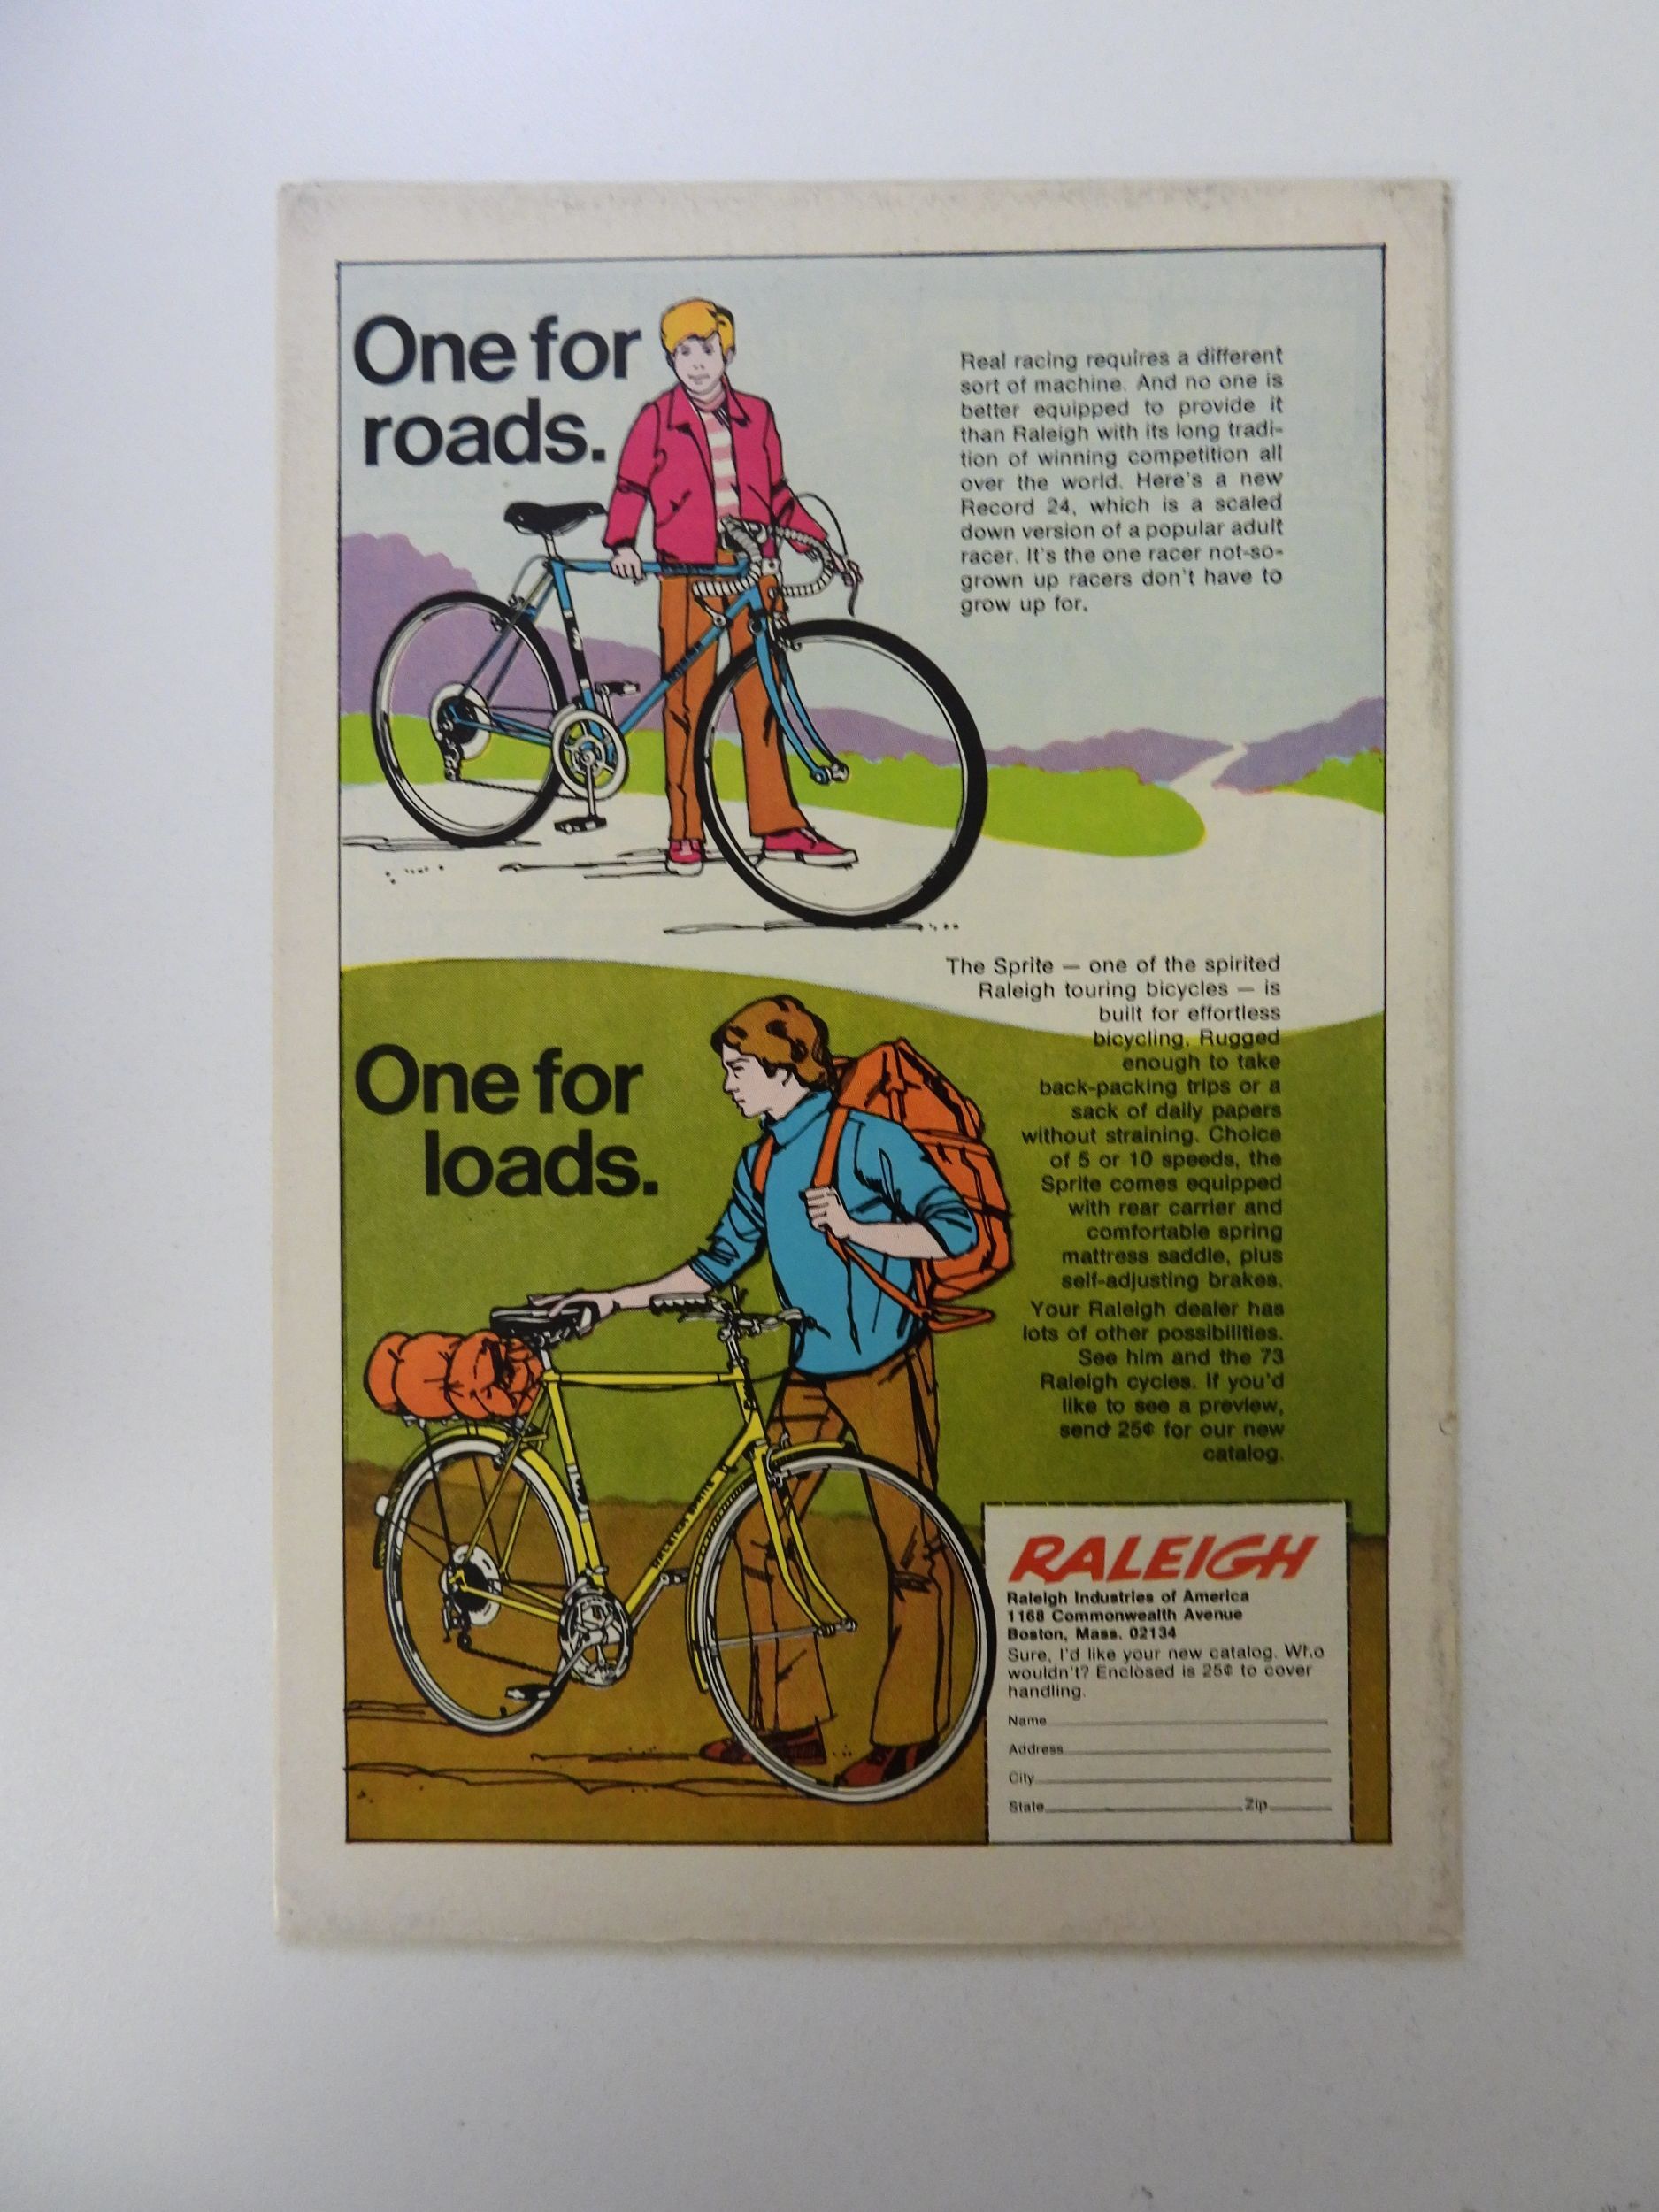 One for
roads.
Real racing requires a different
sort of machine. And no one is
better equipped to provide it
than Raleigh with its long tradi-
tion of winning competition all
over the world. Here's a new
Record 24, which is a scaled
down version of a popular adult
racer. It's the one racer not-so-
grown up racers don't have to
grow up for.
RALEIGH
One for
loads.
The Sprite — one of the spirited
Raleigh touring bicycles — is
built for effortless
bicycling. Rugged
enough to take
back-packing trips or a
sack of daily papers
without straining. Choice
of 5 or 10 speeds, the
Sprite comes equipped
with rear carrier and
comfortable spring
mattress saddle, plus
self-adjusting brakes.
Your Raleigh dealer has
lots of other possibilities.
See him and the 73
Raleigh cycles. If you'd
like to see a preview,
send 25¢ for our new
catalog.
RALEIGH SPRITE
RALEIGH
Raleigh Industries of America
1168 Commonwealth Avenue
Boston, Mass. 02134
Sure, I'd like your new catalog. Who
wouldn't? Enclosed is 25¢ to cover
handling.
Name
Address
City
State Zip